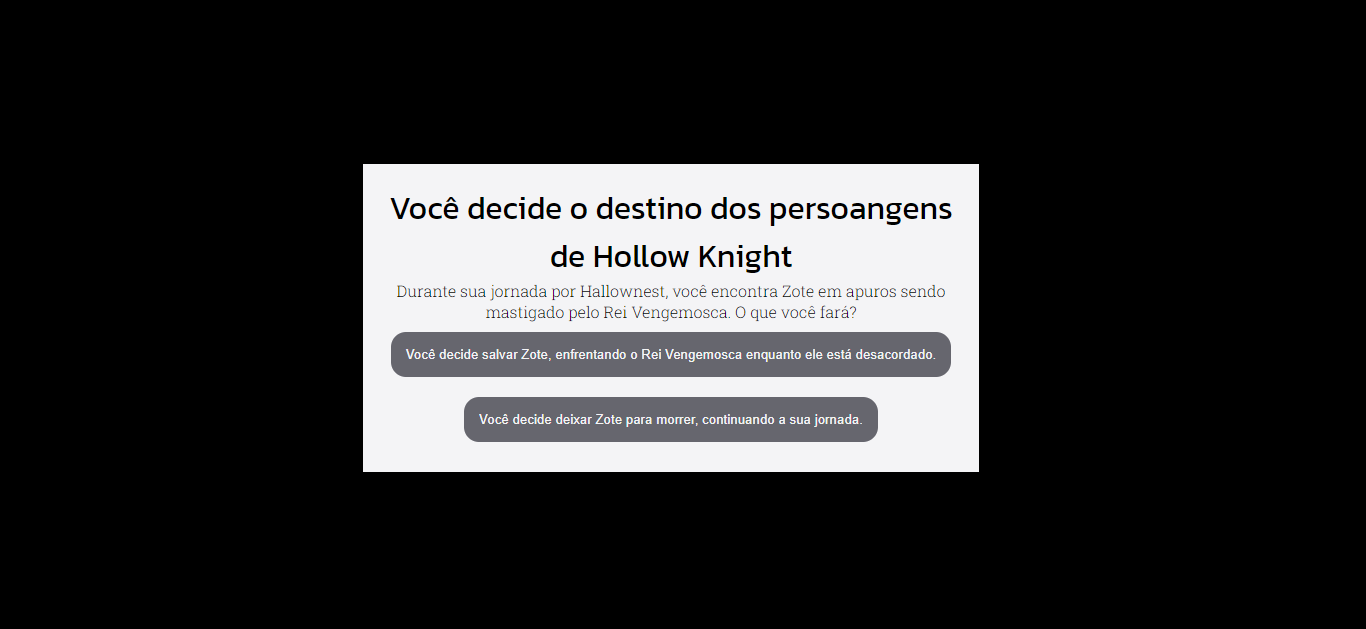 Você decide o destino dos persoangens
de Hollow Knight
Durante sua jornada por Hallownest, você encontra Zote em apuros sendo
mastigado pelo Rei Vengemosca. O que você fará?
Você decide salvar Zote, enfrentando o Rei Vengemosca enquanto ele está desacordado.
Você decide deixar Zote para morrer, continuando a sua jornada.